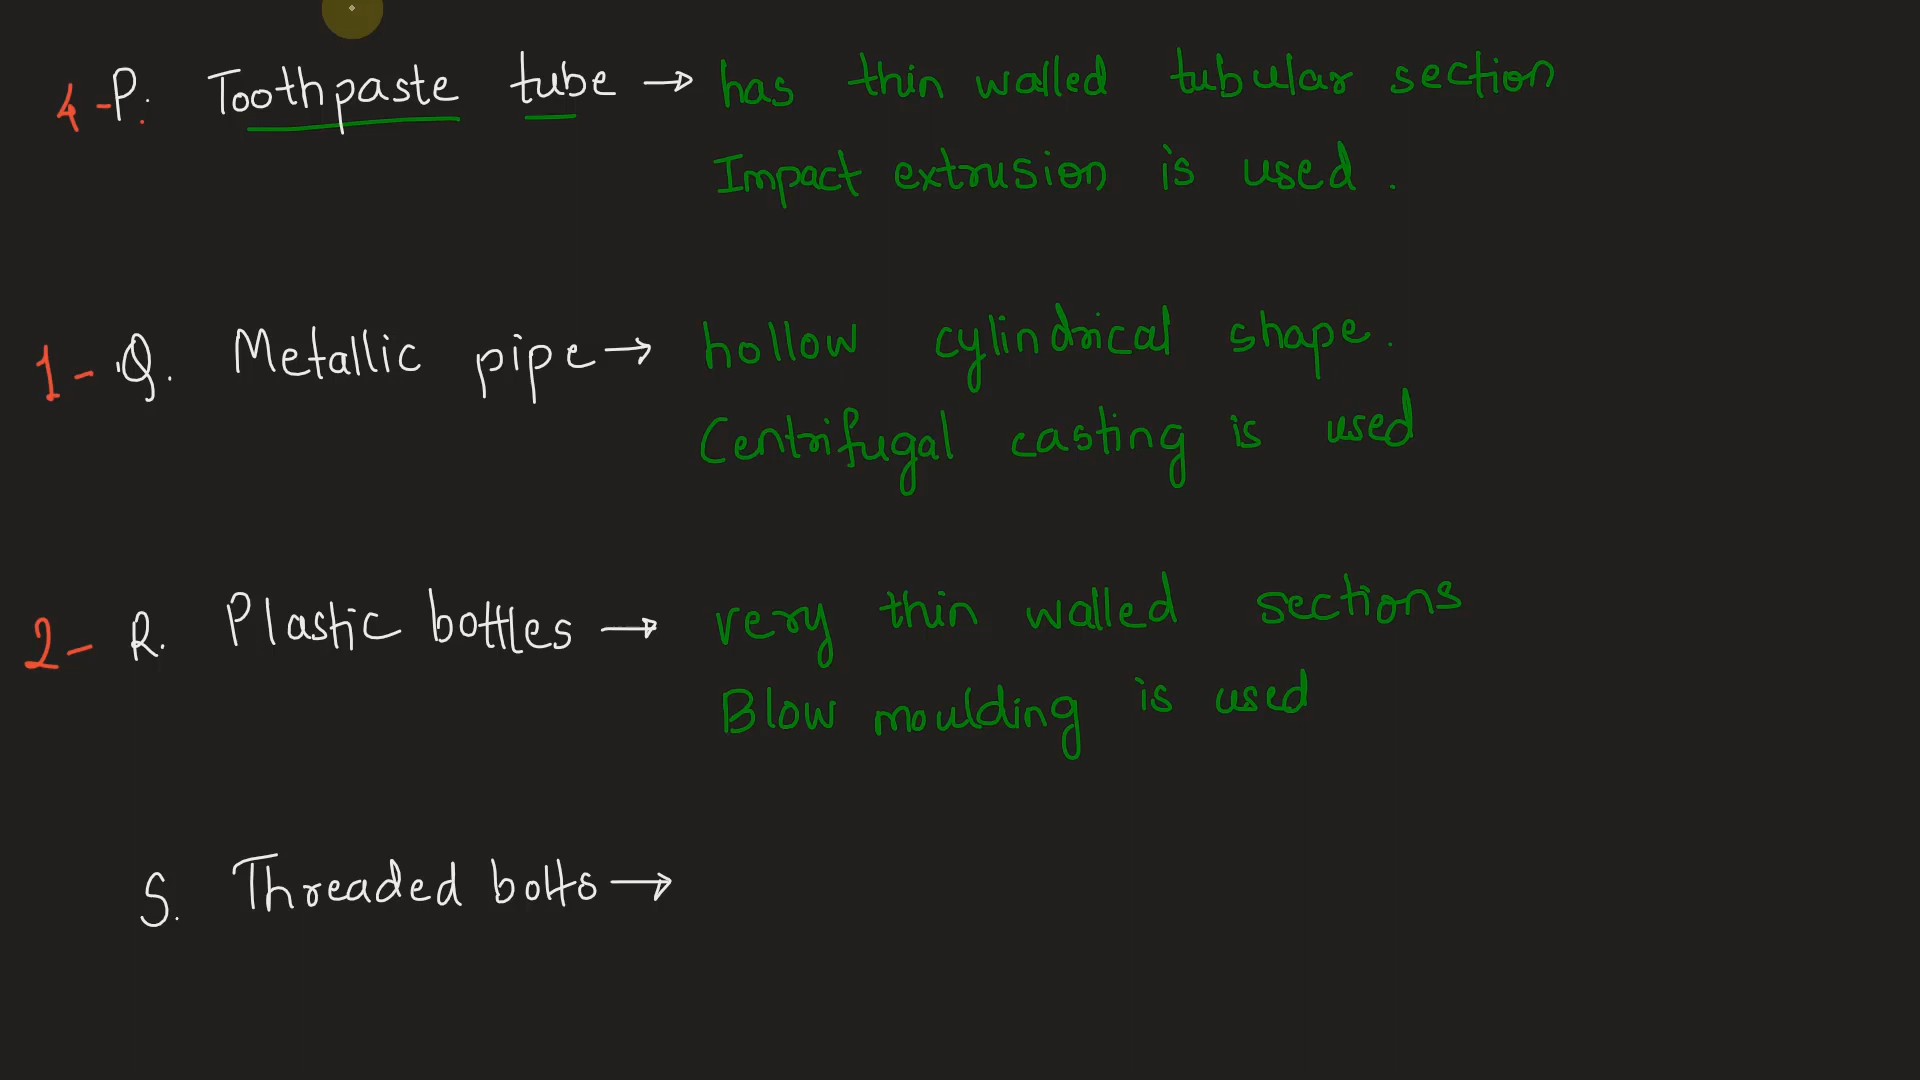 4-P. Toothpaste tube → has thin walled tubular section
Impact extrusion is used.
1-Q. Metallic pipe → hollow cylindrical shape.
Centrifugal casting is used
2-R. Plastic bottles → very thin walled sections
Blow moulding is used
S. Threaded bolts →